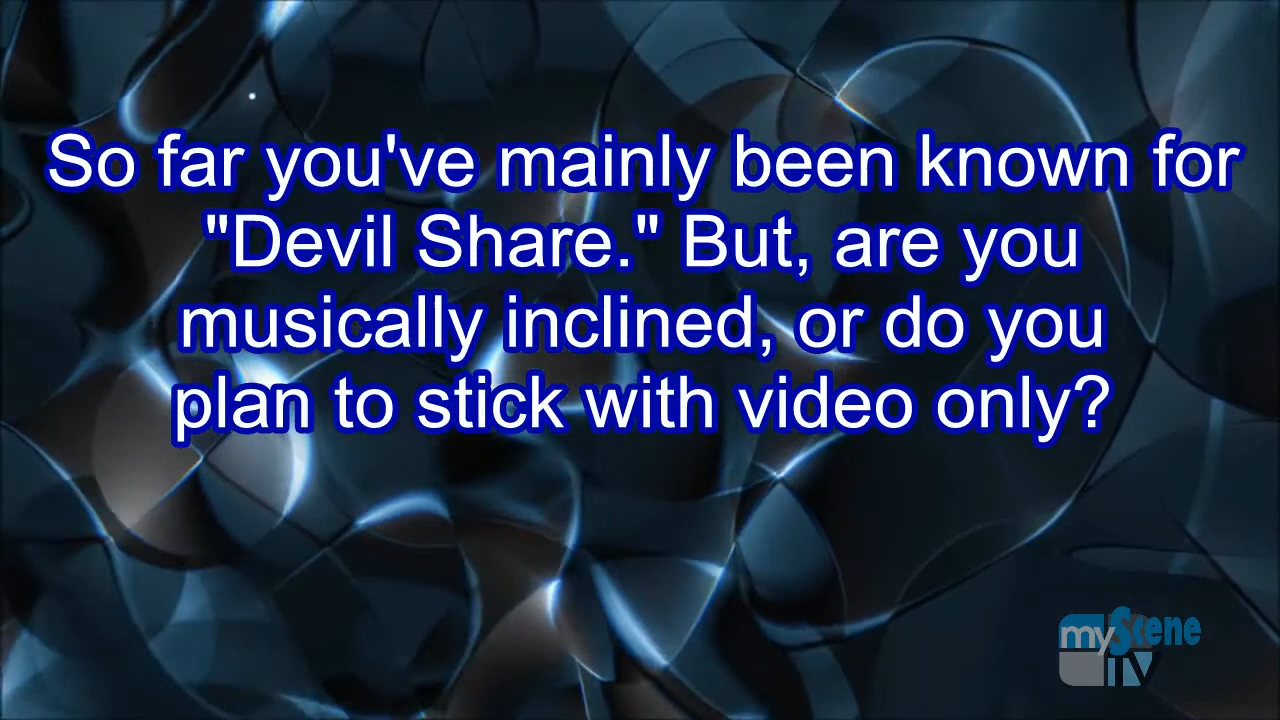 So far you've mainly been known for
"Devil Share." But, are you
musically inclined, or do you
plan to stick with video only?
myScene
TV